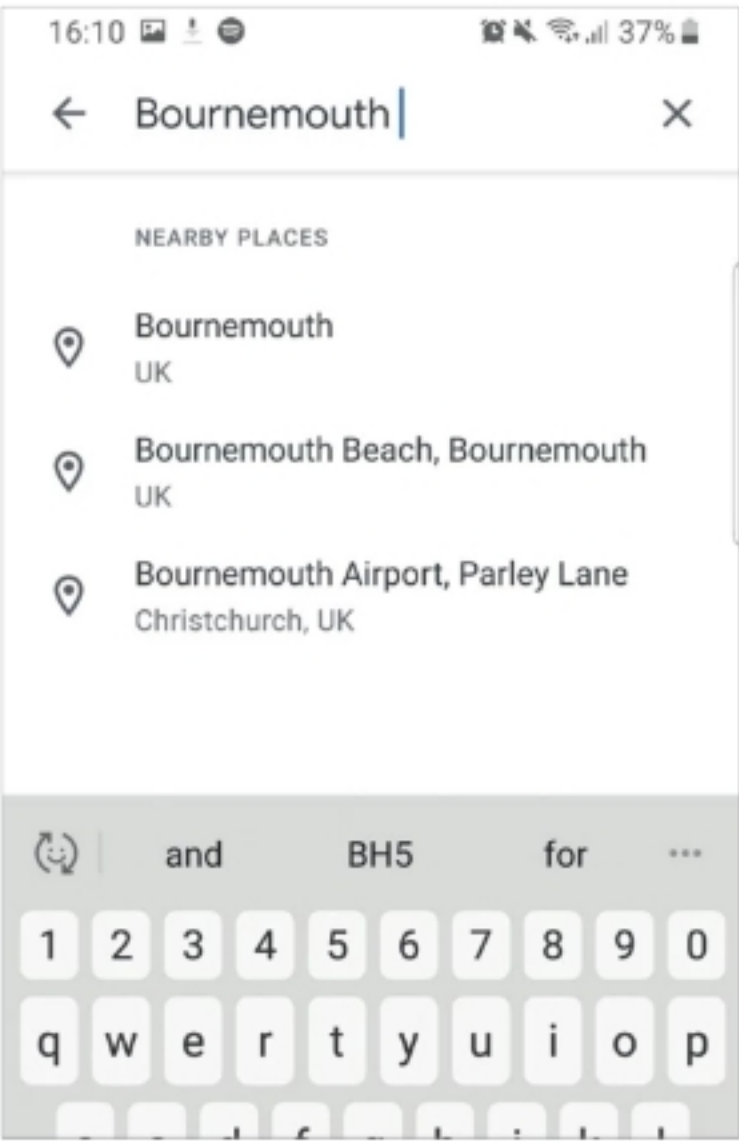 16:10 37%
Bournemouth
NEARBY PLACES
Bournemouth
UK
Bournemouth Beach, Bournemouth
UK
Bournemouth Airport, Parley Lane
Christchurch, UK
and BH5 for
1 2 3 4 5 6 7 8 9 0
q w e r t y u i o p